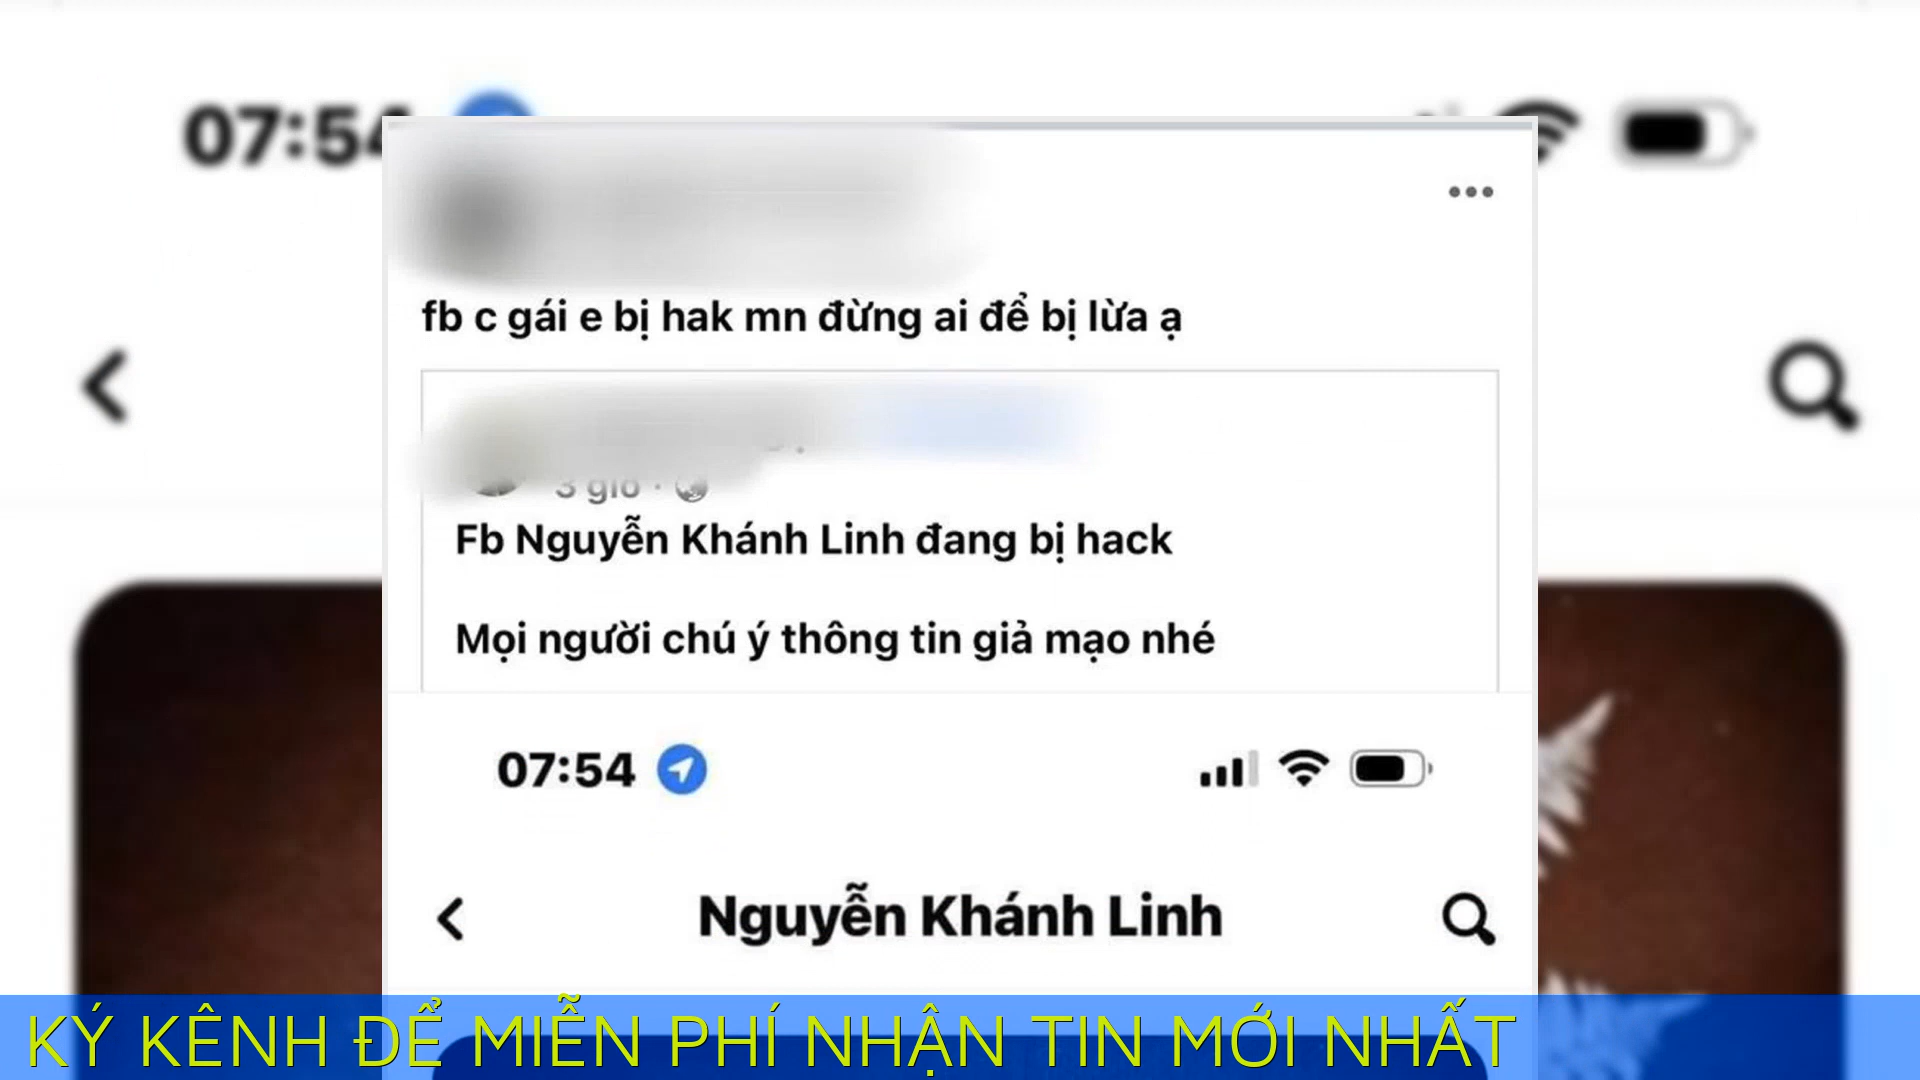 07:54
fb c gái e bị hak mn đừng ai để bị lừa ạ
3 giờ
Fb Nguyễn Khánh Linh đang bị hack
Mọi người chú ý thông tin giả mạo nhé
07:54
Nguyễn Khánh Linh
KÝ KÊNH ĐỂ MIỄN PHÍ NHẬN TIN MỚI NHẤT